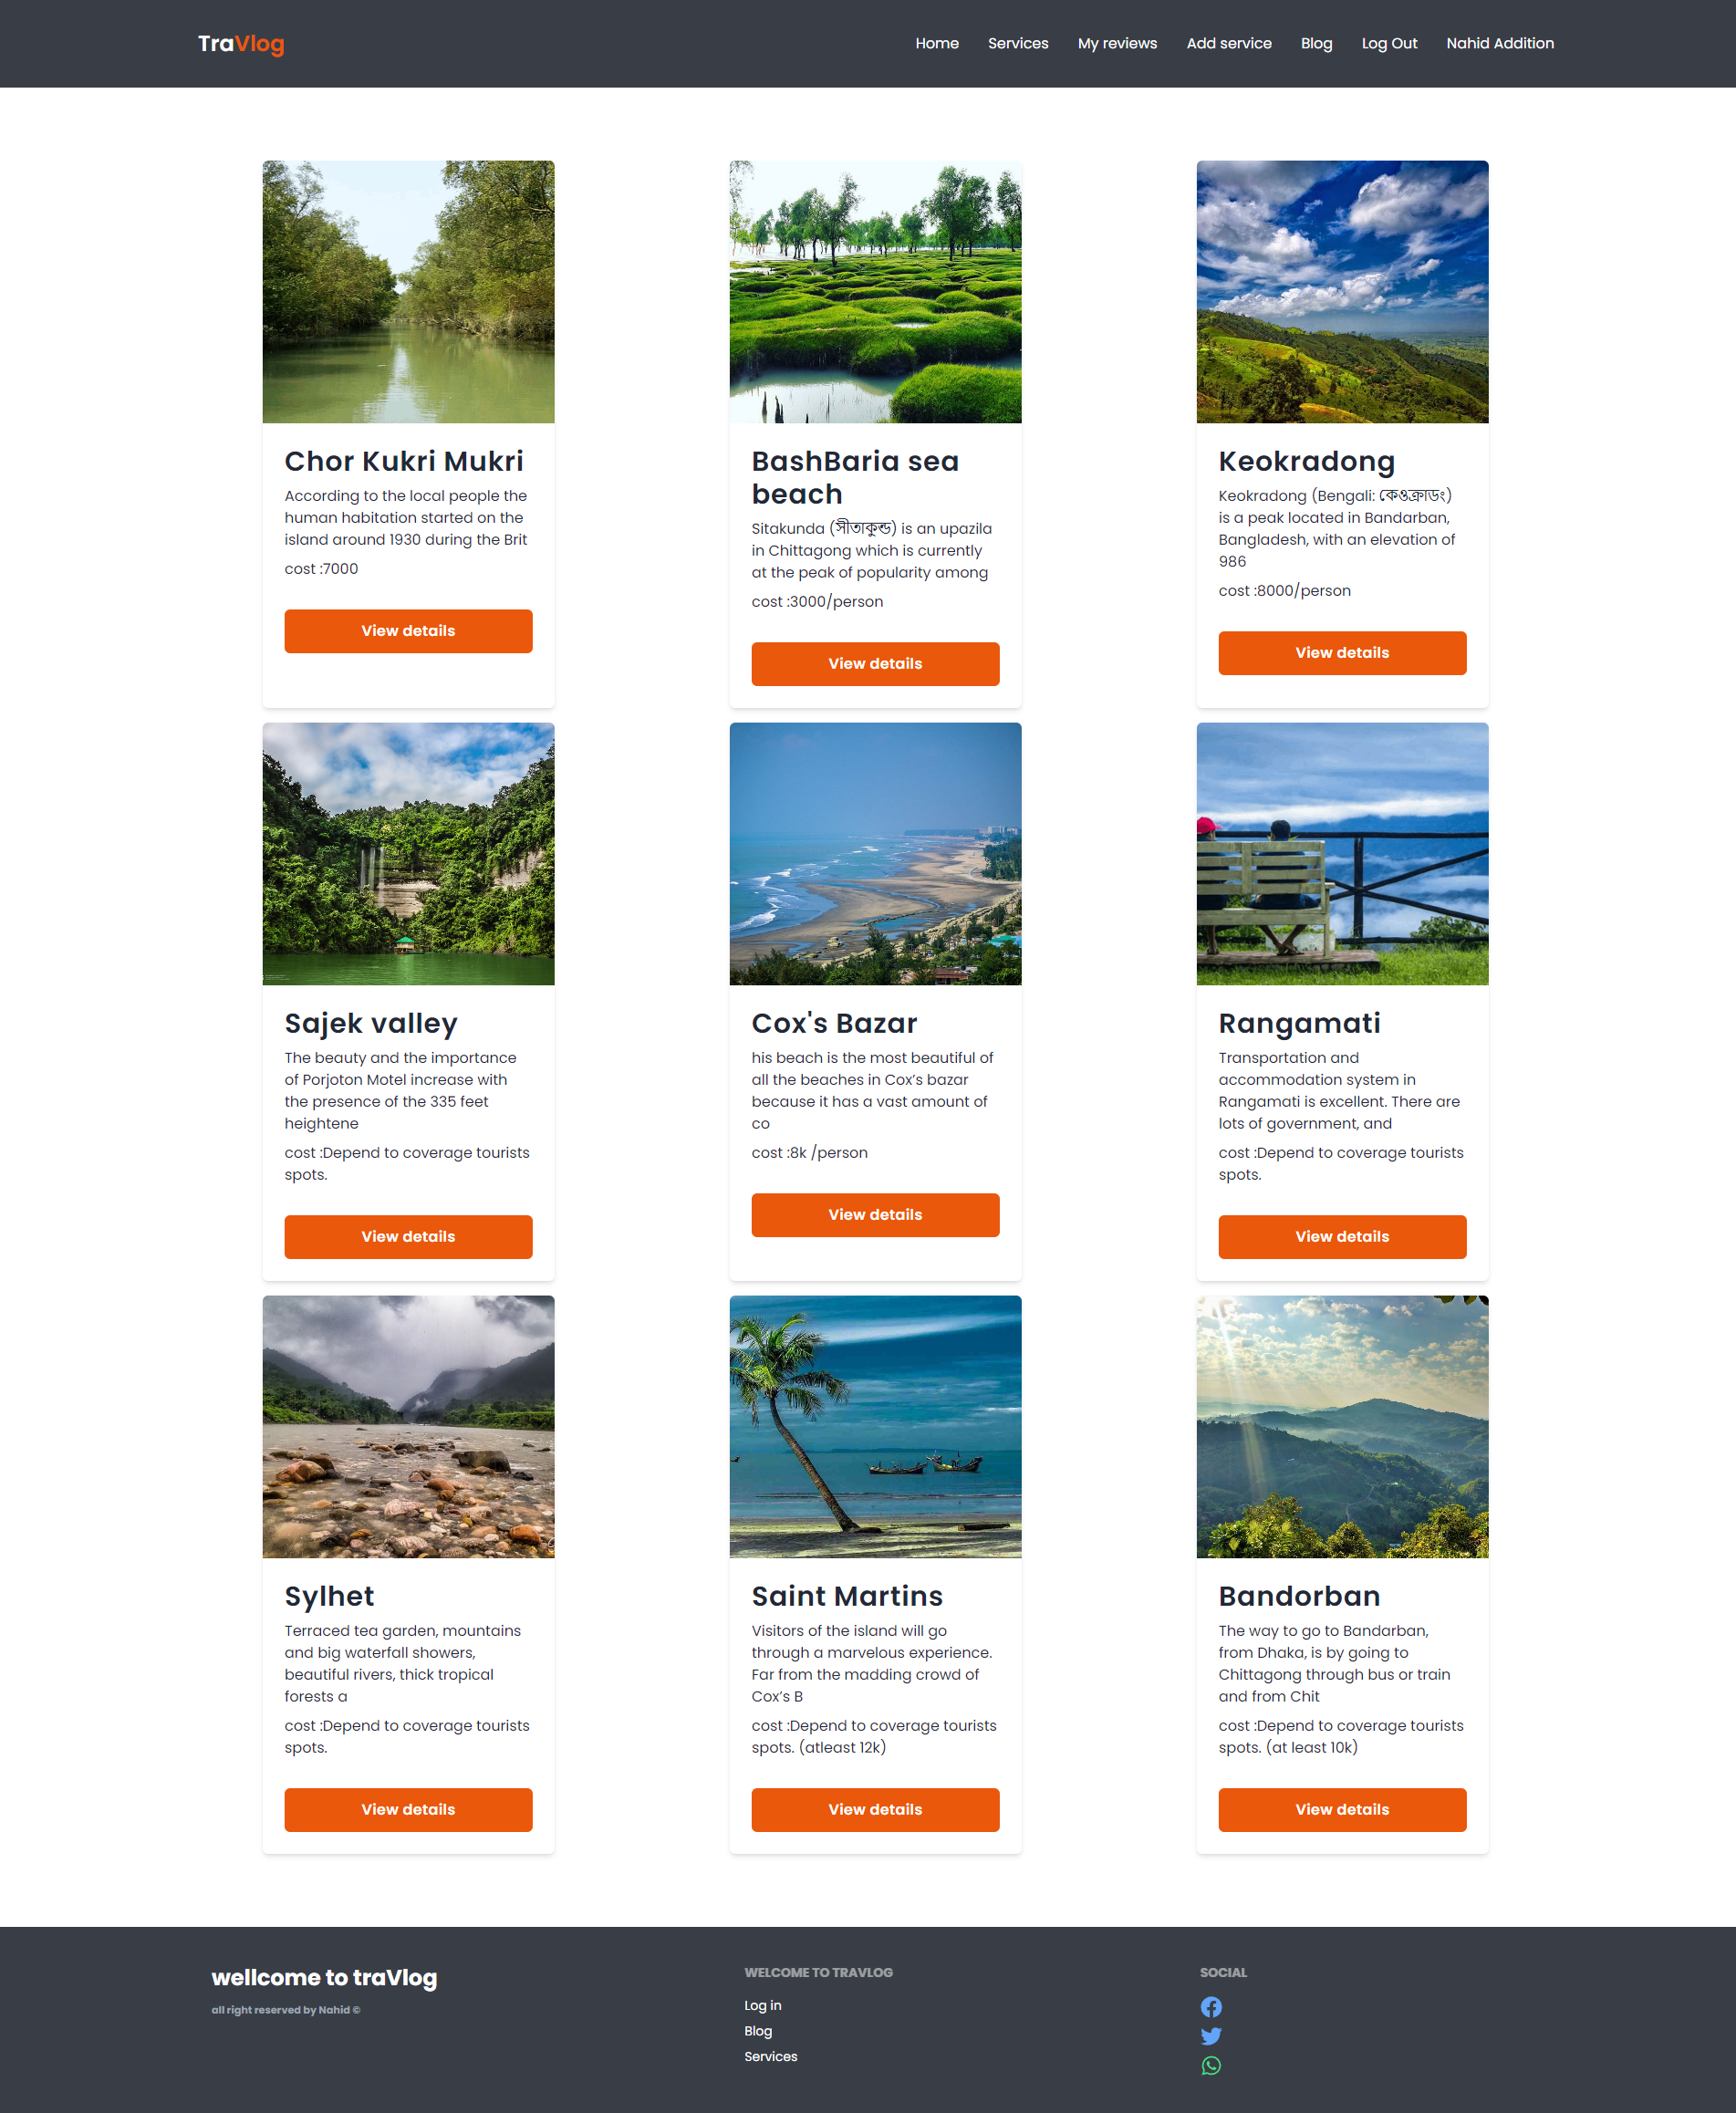 TraVlog
Home Services My reviews Add service Blog Log Out Nahid Addition
Chor Kukri Mukri
According to the local people the
human habitation started on the
island around 1930 during the Brit
cost :7000
View details
BashBaria sea
beach
Sitakunda (সীতাকুন্ড) is an upazila
in Chittagong which is currently
at the peak of popularity among
cost :3000/person
View details
Keokradong
Keokradong (Bengali: কেওক্রাডং)
is a peak located in Bandarban,
Bangladesh, with an elevation of
986
cost :8000/person
View details
Sajek valley
The beauty and the importance
of Porjoton Motel increase with
the presence of the 335 feet
heightene
cost :Depend to coverage tourists
spots.
View details
Cox's Bazar
his beach is the most beautiful of
all the beaches in Cox’s bazar
because it has a vast amount of
co
cost :8k /person
View details
Rangamati
Transportation and
accommodation system in
Rangamati is excellent. There are
lots of government, and
cost :Depend to coverage tourists
spots.
View details
Sylhet
Terraced tea garden, mountains
and big waterfall showers,
beautiful rivers, thick tropical
forests a
cost :Depend to coverage tourists
spots.
View details
Saint Martins
Visitors of the island will go
through a marvelous experience.
Far from the madding crowd of
Cox’s B
cost :Depend to coverage tourists
spots. (atleast 12k)
View details
Bandorban
The way to go to Bandarban,
from Dhaka, is by going to
Chittagong through bus or train
and from Chit
cost :Depend to coverage tourists
spots. (at least 10k)
View details
wellcome to traVlog
all right reserved by Nahid ©
WELCOME TO TRAVLOG
Log in
Blog
Services
SOCIAL